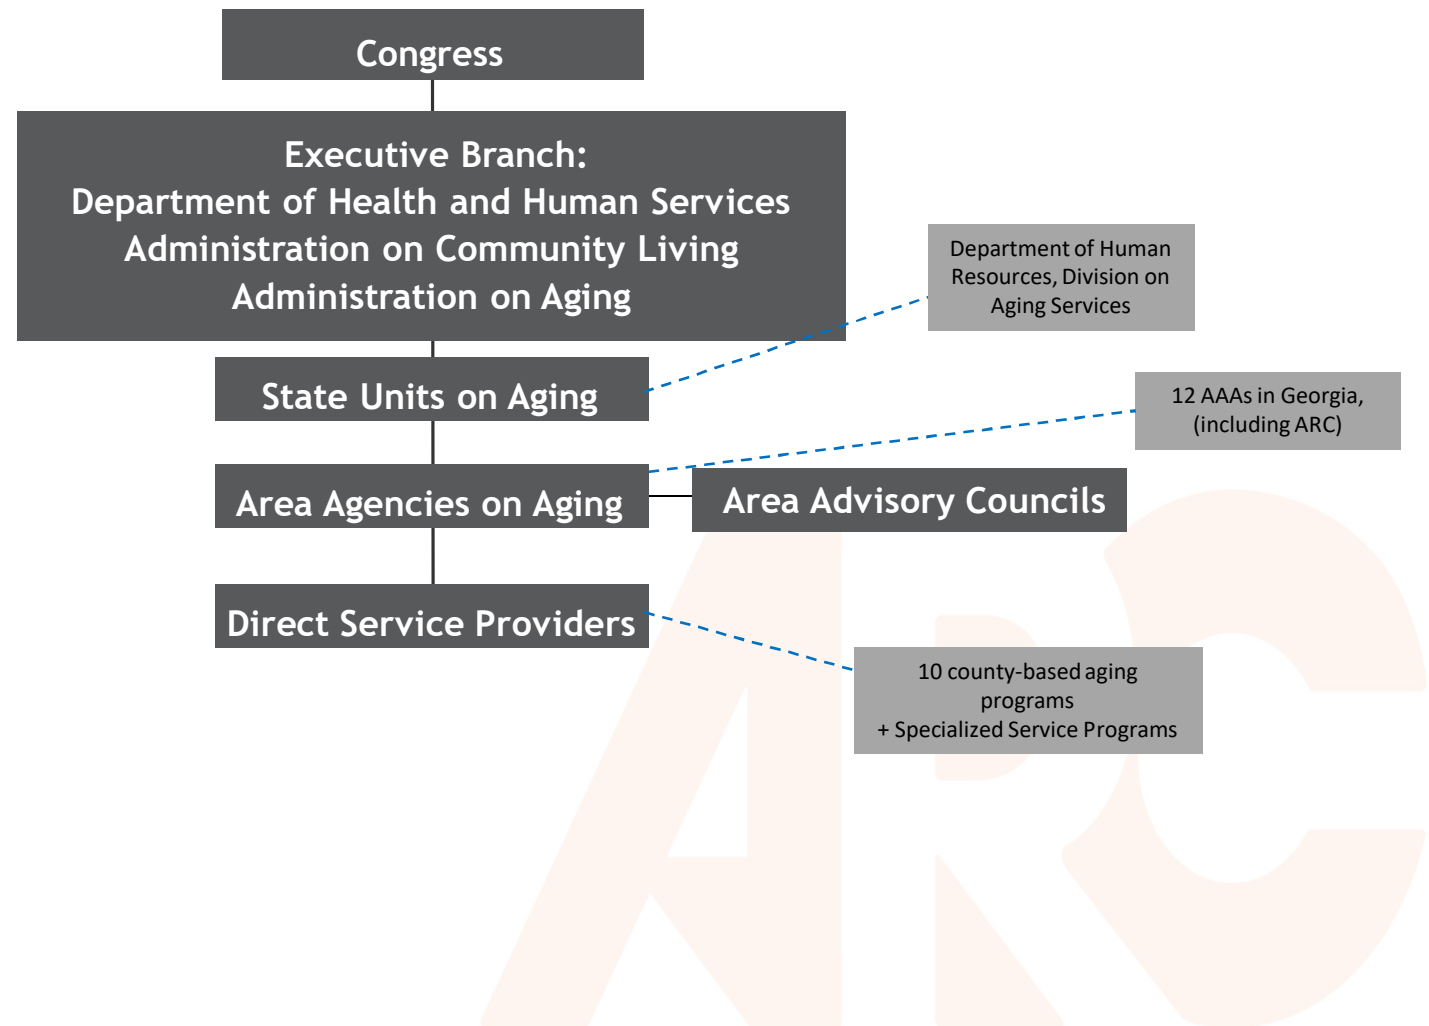 Congress
Executive Branch:
Department of Health and Human Services
Administration on Community Living
Administration on Aging
Department of Human
Resources, Division on
Aging Services
State Units on Aging
12 AAAs in Georgia,
(including ARC)
Area Agencies on Aging
Area Advisory Councils
Direct Service Providers
10 county-based aging
programs
+ Specialized Service Programs
ARC